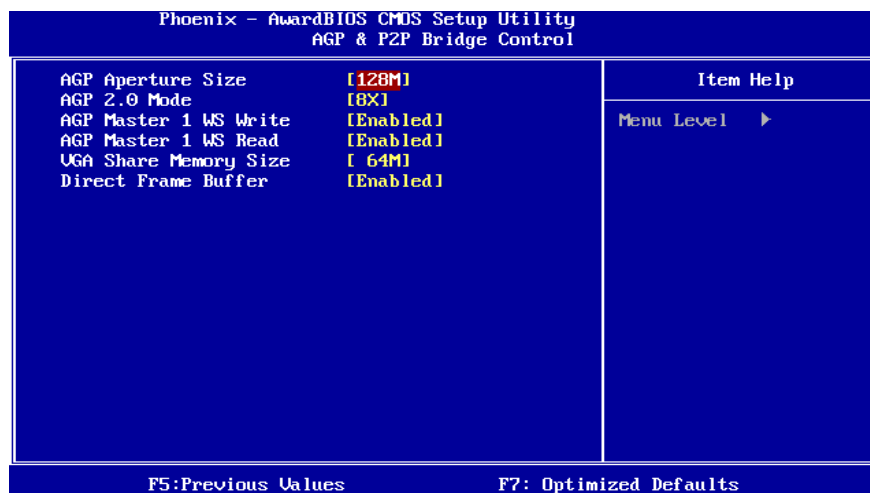 Phoenix - AwardBIOS CMOS Setup Utility
AGP & P2P Bridge Control
AGP Aperture Size [128M]
AGP 2.0 Mode [8X]
AGP Master 1 WS Write [Enabled]
AGP Master 1 WS Read [Enabled]
VGA Share Memory Size [ 64M]
Direct Frame Buffer [Enabled]
Item Help
Menu Level
F5:Previous Values F7: Optimized Defaults